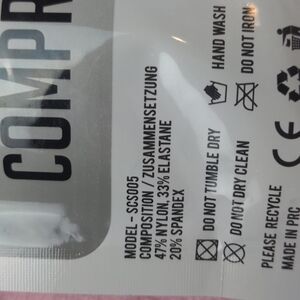 COMPR
MODEL - SCS005
COMPOSITION / ZUSAMMENSETZUNG
47% NYLON, 33% ELASTANE
20% SPANDEX
HAND WASH
DO NOT IRON
DO NOT TUMBLE DRY
DO NOT DRY CLEAN
PLEASE RECYCLE
MADE IN PRC
CE